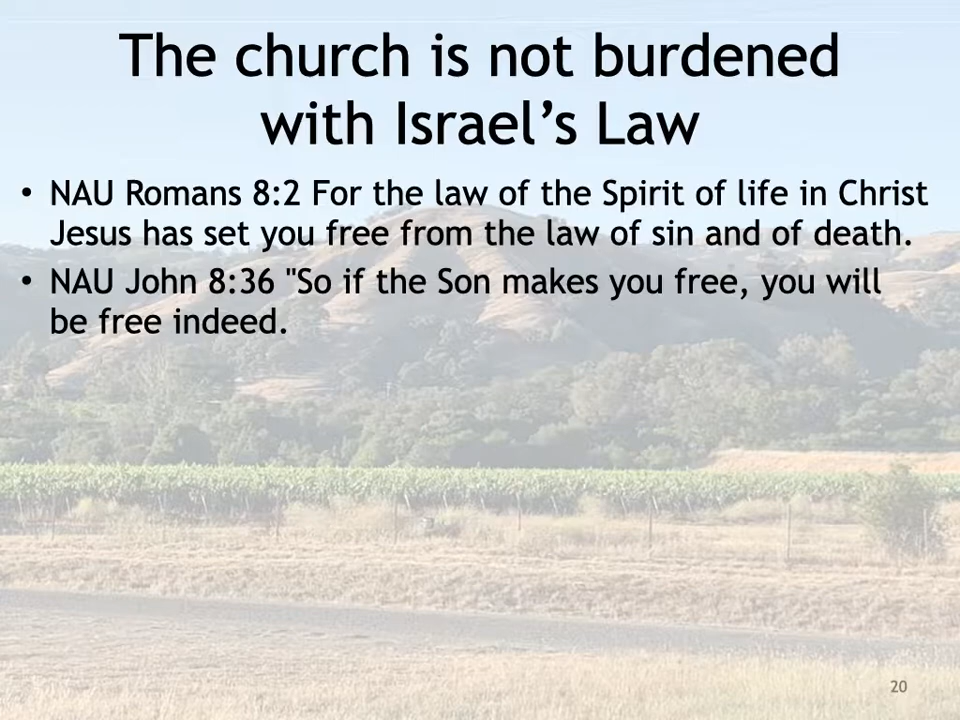 The church is not burdened
with Israel’s Law
• NAU Romans 8:2 For the law of the Spirit of life in Christ
Jesus has set you free from the law of sin and of death.
• NAU John 8:36 "So if the Son makes you free, you will
be free indeed.
20